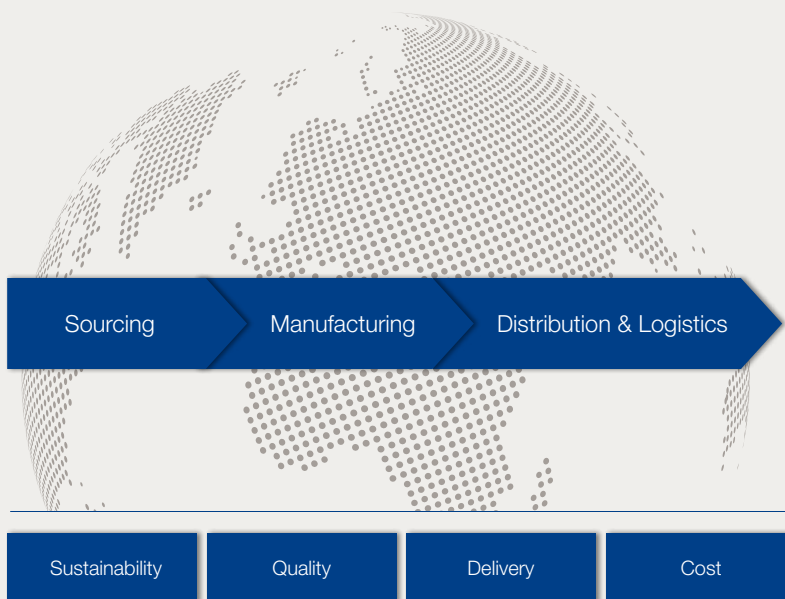 Sourcing
Manufacturing
Distribution & Logistics
Sustainability
Quality
Delivery
Cost